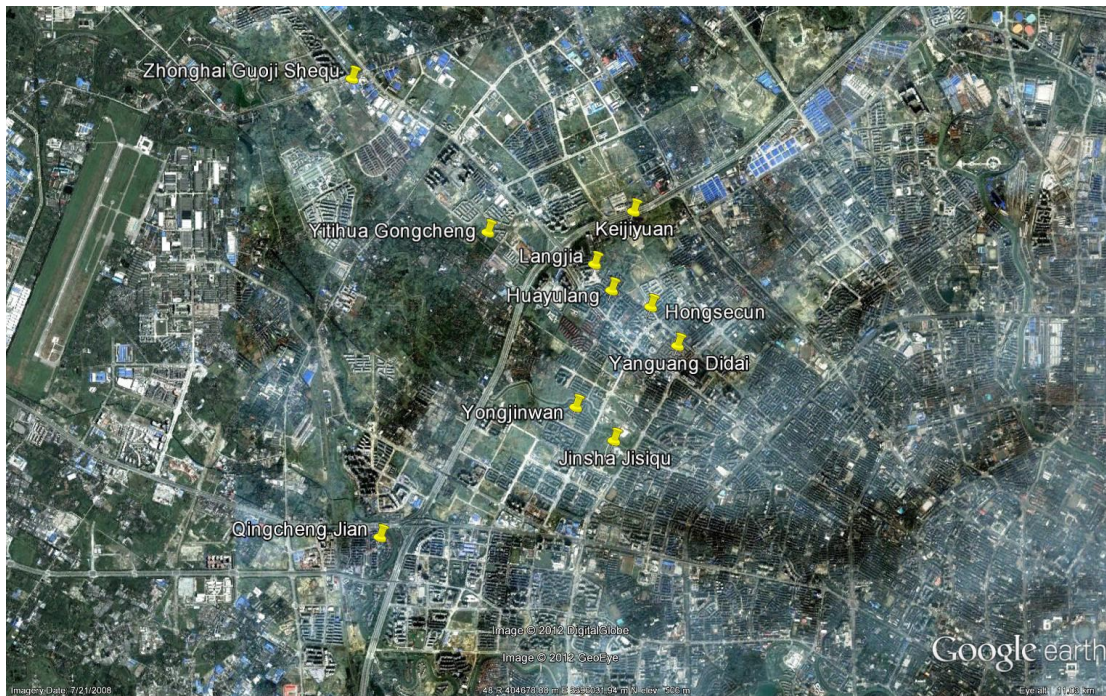 Zhonghai Guoji Shequ
Yitihua Gongcheng
Keijiyuan
Langjia
Huayulang
Hongsecun
Yanguang Didai
Yongjinwan
Jinsha Jisiqu
Qingcheng Jian
Image © 2012 DigitalGlobe
Image © 2012 GeoEye
Google earth
Imagery Date: 7/21/2008